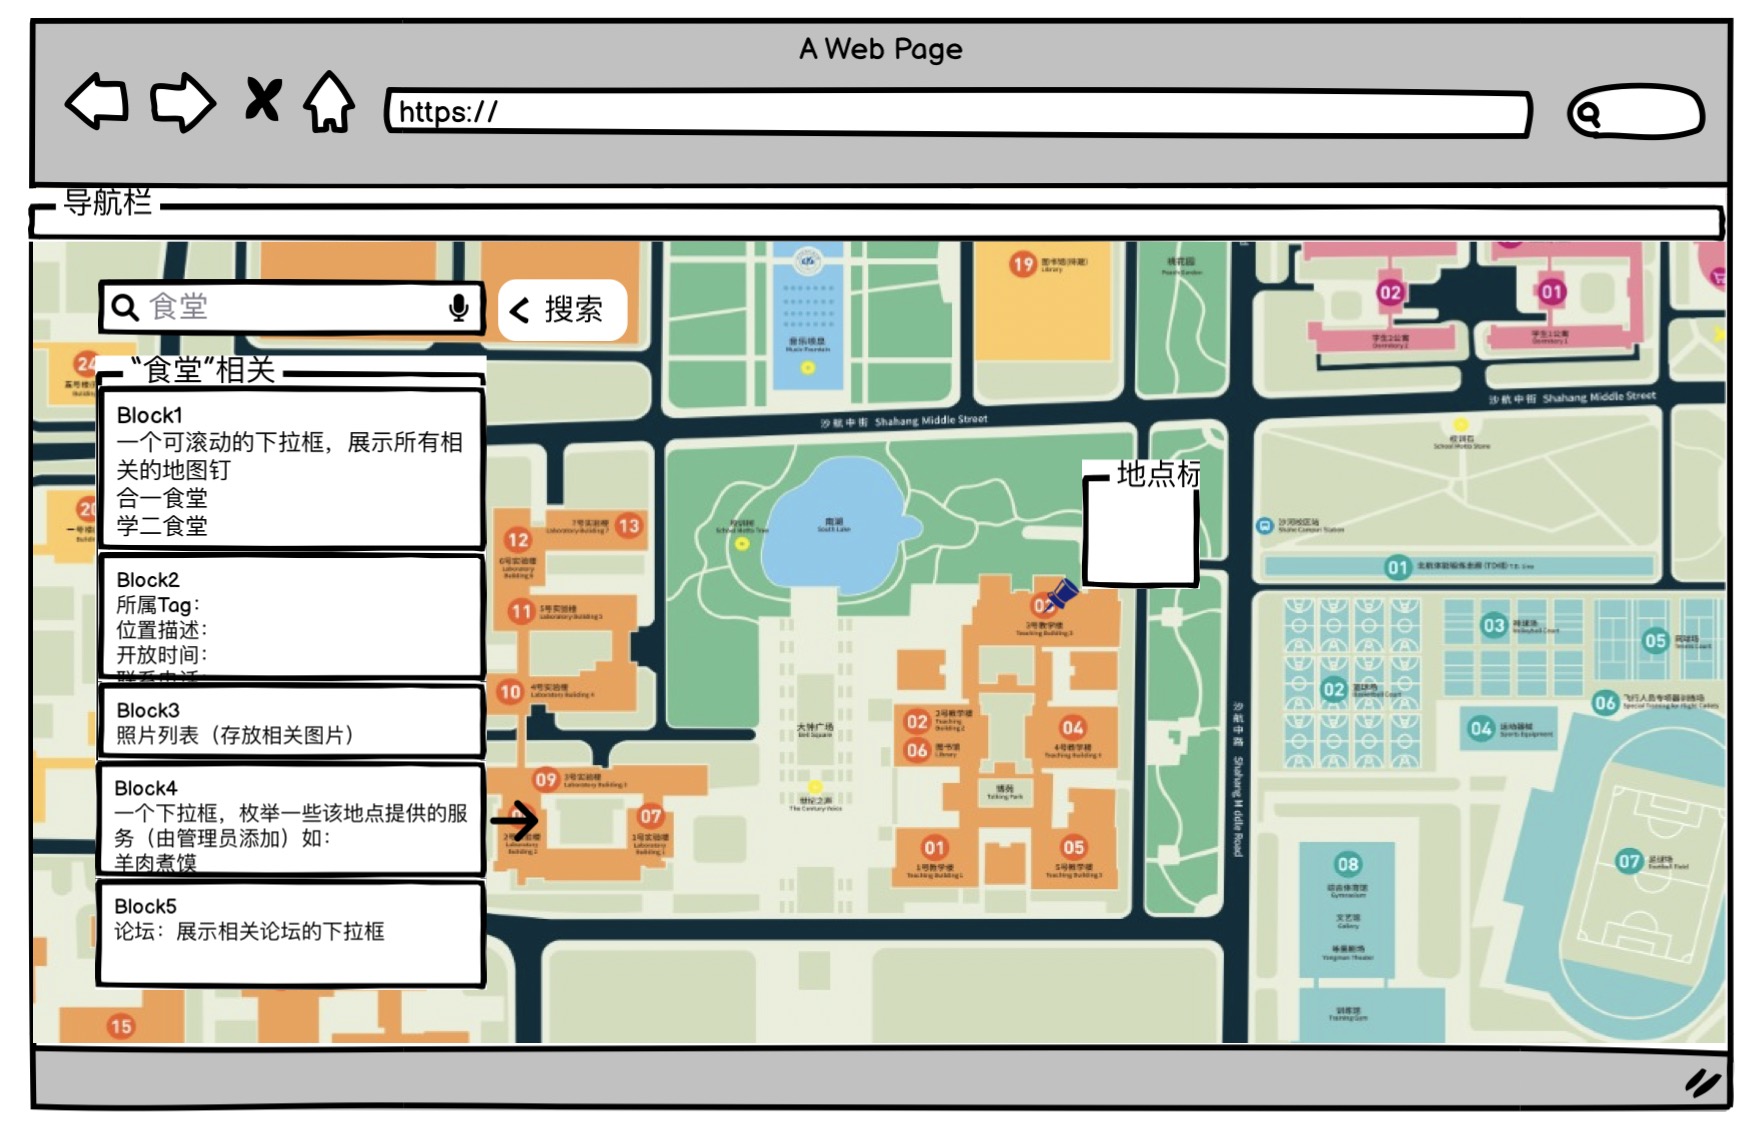 A Web Page
https://
导航栏
食堂
搜索
“食堂”相关
Block1
一个可滚动的下拉框，展示所有相
关的地图钉
合一食堂
学二食堂
Block2
所属Tag：
位置描述：
开放时间：
联系电话：
Block3
照片列表（存放相关图片）
Block4
一个下拉框，枚举一些该地点提供的服
务（由管理员添加）如：
羊肉煮馍
Block5
论坛：展示相关论坛的下拉框
地点标
19
Library
桃花园
音乐喷泉
Music Fountain
02
学生2公寓
Dormitory 2
01
学生1公寓
Dormitory 1
沙航中街 Shahang Middle Street
沙航中街 Shahang Middle Street
校训石
School Motto Stone
24
20
12
6号实验楼
Laboratory
Building 6
7号实验楼
Laboratory Building 7
13
School Motto Tree
南湖
South Lake
沙河校区站
Shahe Campus Station
01
11
5号实验楼
Laboratory Building 5
3号教学楼
Teaching Building 3
03
排球场
Volleyball Court
05
网球场
Tennis Court
10
4号实验楼
Laboratory Building 4
02
篮球场
Basketball Court
06
飞行人员专项器训练场
04
运动器械
Sports Equipment
大钟广场
Bell Square
02
2号教学楼
Teaching
Building 2
06
图书馆
Library
04
4号教学楼
Teaching Building 4
沙航中路 Shahang Middle Road
09
3号实验楼
Laboratory Building 3
世纪之声
The Century Voice
博苑
07
1号实验楼
Laboratory
Building 1
Laboratory
Building 2
01
1号教学楼
Teaching Building 1
05
5号教学楼
Teaching Building 5
08
综合体育馆
Gymnasium
文艺馆
Gallery
咏曼剧场
Yongman Theater
训练馆
Training Gym
07
足球场
Football Field
15